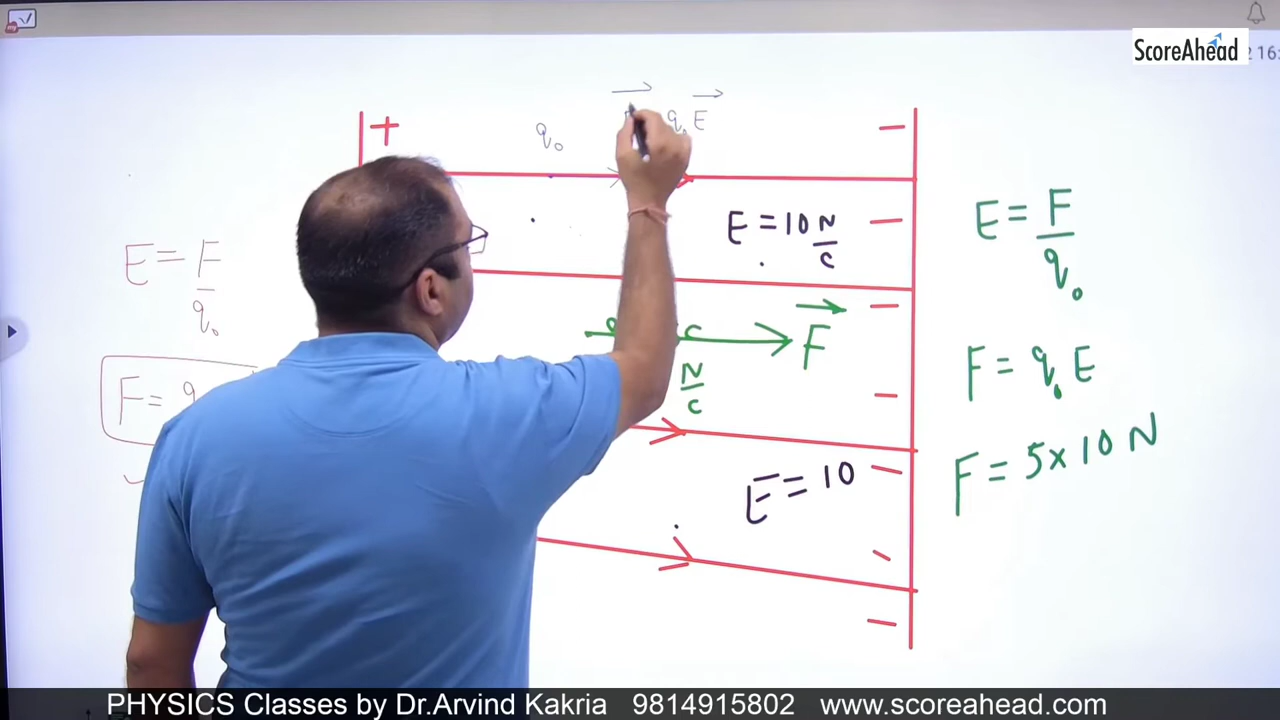 ScoreAhead
16:
+
q₀
q₀E
E = 10 N/C
E = F/q₀
E = F/q₀
F
C
N/C
F = q₀E
F =
F = 5 x 10 N
E = 10
PHYSICS Classes by Dr.Arvind Kakria 9814915802 www.scoreahead.com